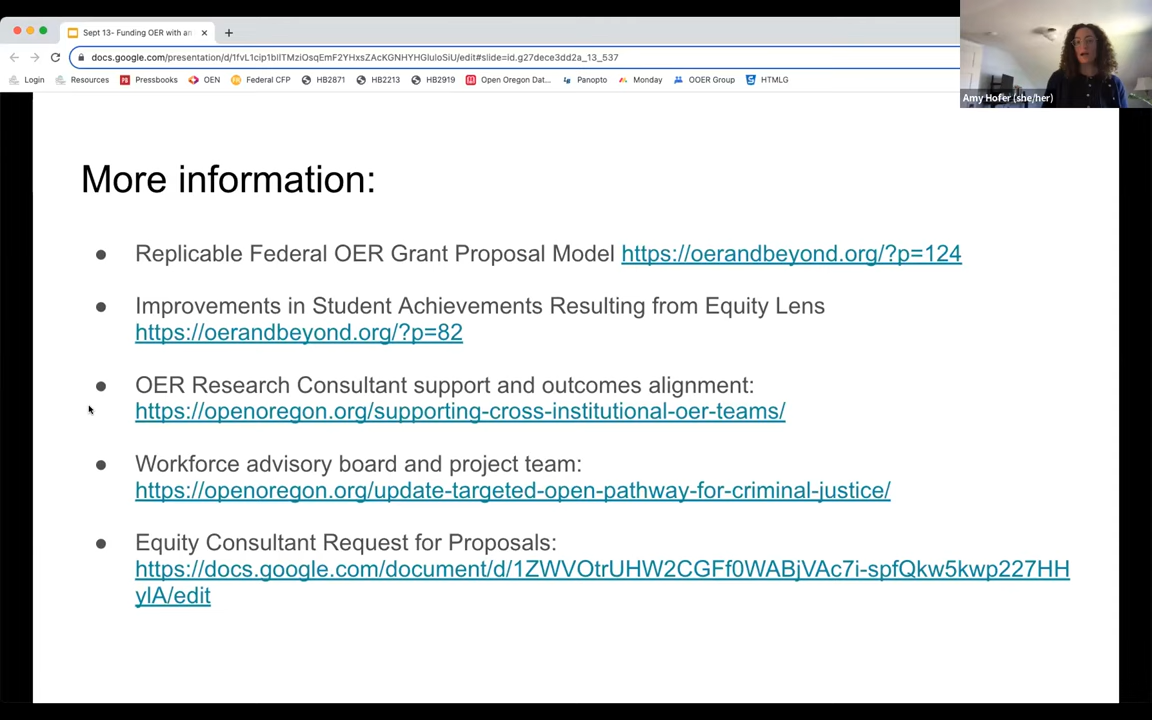 Sept 13- Funding OER with an
docs.google.com/presentation/d/1fvL1cip1bIlTMziOsqEmF2YHxsZAcKGNHYHGluIoSiU/edit#slide=id.g27dece3dd2a_13_537
Login Resources Pressbooks OEN Federal CFP HB2871 HB2213 HB2919 Open Oregon Dat... Panopto Monday OOER Group HTMLG
Amy Hofer (she/her)
More information:
● Replicable Federal OER Grant Proposal Model https://oerandbeyond.org/?p=124
● Improvements in Student Achievements Resulting from Equity Lens
https://oerandbeyond.org/?p=82
● OER Research Consultant support and outcomes alignment:
https://openoregon.org/supporting-cross-institutional-oer-teams/
● Workforce advisory board and project team:
https://openoregon.org/update-targeted-open-pathway-for-criminal-justice/
● Equity Consultant Request for Proposals:
https://docs.google.com/document/d/1ZWVOtrUHW2CGFf0WABjVAc7i-spfQkw5kwp227HH
yIA/edit